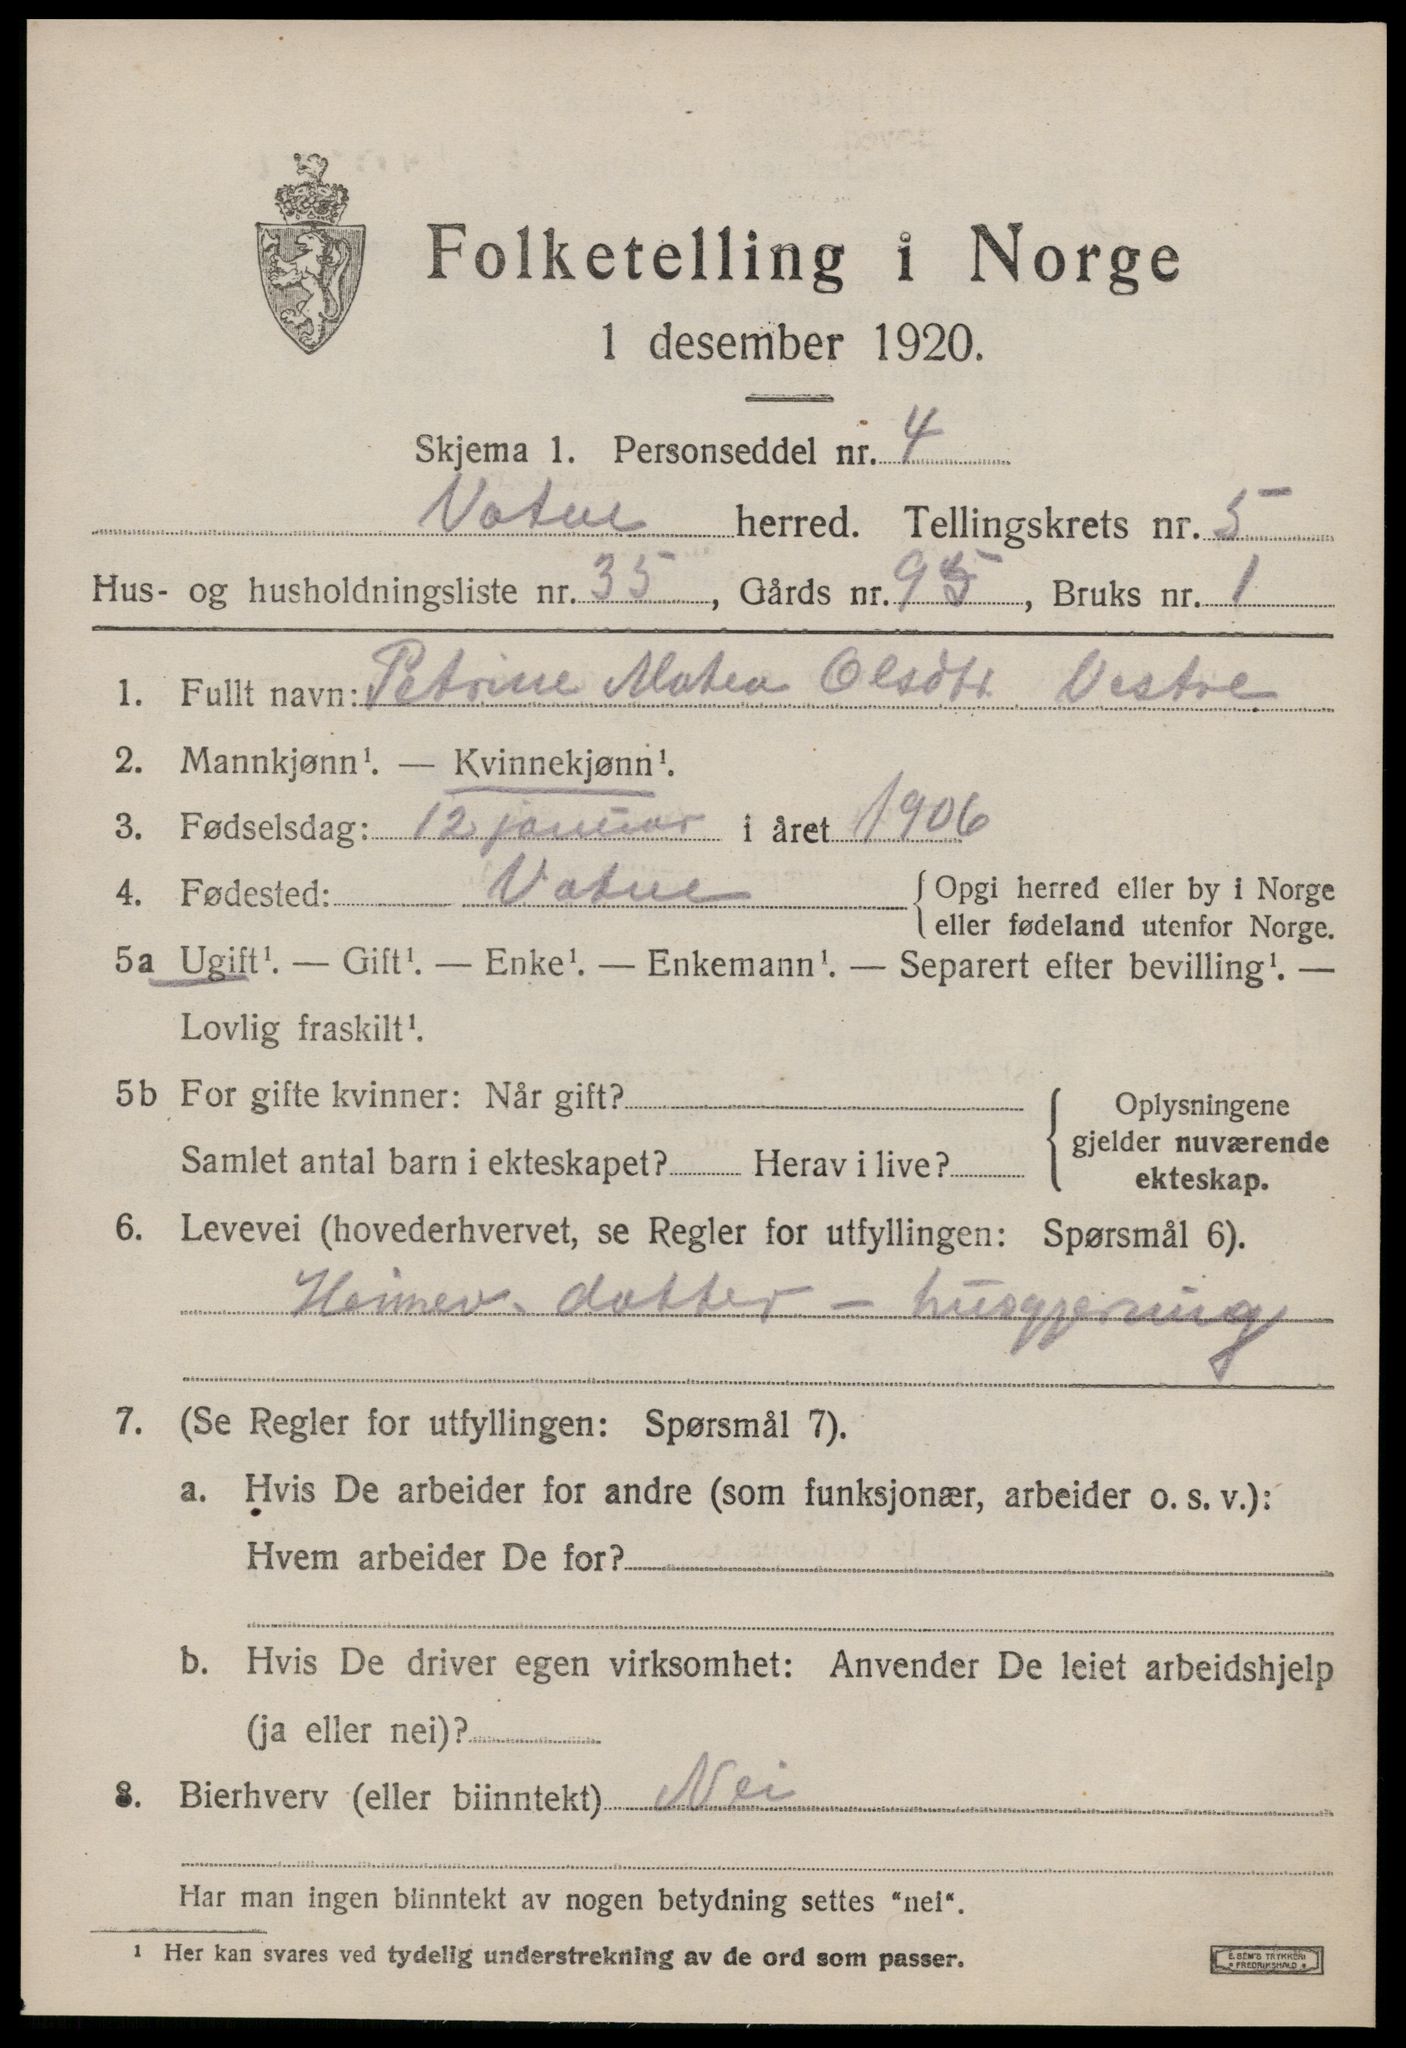 Folketelling i Norge
1 desember 1920.
Skjema 1. Personseddel nr. 4
Vatne herred. Tellingskrets nr. 5
Hus- og husholdningsliste nr. 35, Gårds nr. 95, Bruks nr. 1
1. Fullt navn: Petrine Matea Olsdtr. Vestre
2. Mannkjønn¹. — Kvinnekjønn¹.
3. Fødselsdag: 12 januar i året 1906
4. Fødested: Vatne { Opgi herred eller by i Norge
eller fødeland utenfor Norge.
5a Ugift¹. — Gift¹. — Enke¹. — Enkemann¹. — Separert efter bevilling¹. —
Lovlig fraskilt¹.
5b For gifte kvinner: Når gift? { Oplysningene
gjelder nuværende
Samlet antal barn i ekteskapet? Herav i live?
ekteskap.
6. Levevei (hovederhvervet, se Regler for utfyllingen: Spørsmål 6).
Heimev. datter – husgjerning
7. (Se Regler for utfyllingen: Spørsmål 7).
a. Hvis De arbeider for andre (som funksjonær, arbeider o. s. v.):
Hvem arbeider De for?
b. Hvis De driver egen virksomhet: Anvender De leiet arbeidshjelp
(ja eller nei)?
8. Bierhverv (eller biinntekt) Nei
Har man ingen biinntekt av nogen betydning settes "nei".
¹ Her kan svares ved tydelig understrekning av de ord som passer.
E. SEM'S TRYKKERI
FREDRIKSHALD